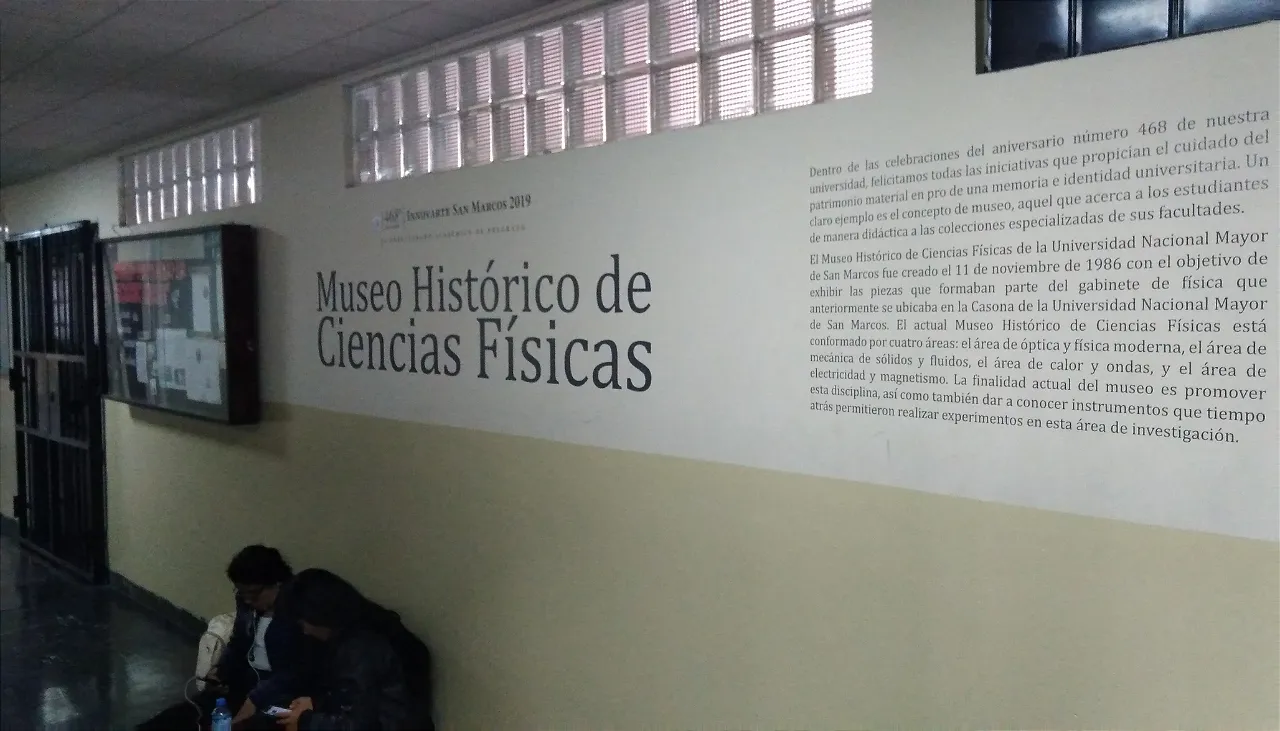 468 INNOVARTE SAN MARCOS 2019
Museo Histórico de
Ciencias Físicas
Dentro de las celebraciones del aniversario número 468 de nuestra
universidad, felicitamos todas las iniciativas que propicien el cuidado del
patrimonio material en pro de una memoria e identidad universitaria. Un
claro ejemplo es el concepto de museo, aquel que acerca a los estudiantes
de manera didáctica a las colecciones especializadas de sus facultades.
El Museo Histórico de Ciencias Físicas de la Universidad Nacional Mayor
de San Marcos fue creado el 11 de noviembre de 1986 con el objetivo de
exhibir las piezas que formaban parte del gabinete de física que
anteriormente se ubicaba en la Casona de la Universidad Nacional Mayor
de San Marcos. El actual Museo Histórico de Ciencias Físicas está
conformado por cuatro áreas: el área de óptica y física moderna, el área de
mecánica de sólidos y fluidos, el área de calor y ondas, y el área de
electricidad y magnetismo. La finalidad actual del museo es promover
esta disciplina, así como también dar a conocer instrumentos que tiempo
atrás permitieron realizar experimentos en esta área de investigación.